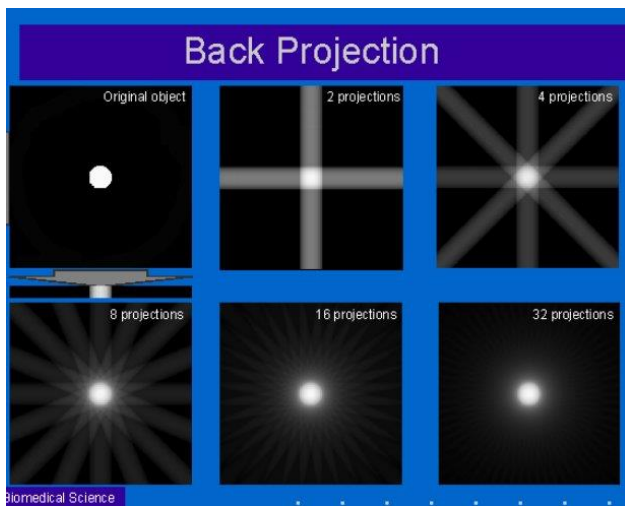 Back Projection
Original object
2 projections
4 projections
8 projections
16 projections
32 projections
Biomedical Science